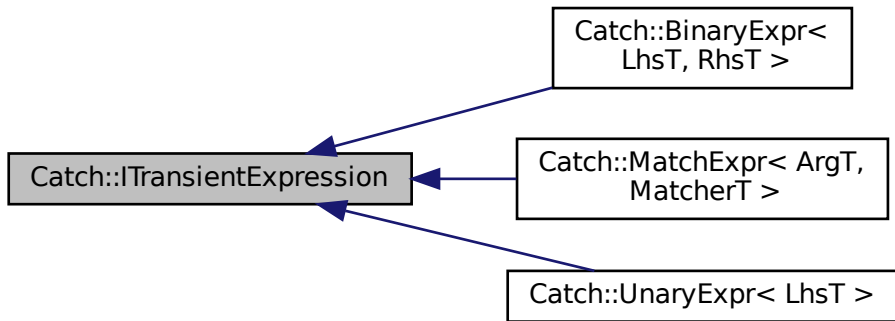 Catch::BinaryExpr<
LhsT, RhsT >
Catch::ITransientExpression
Catch::MatchExpr< ArgT,
MatcherT >
Catch::UnaryExpr< LhsT >